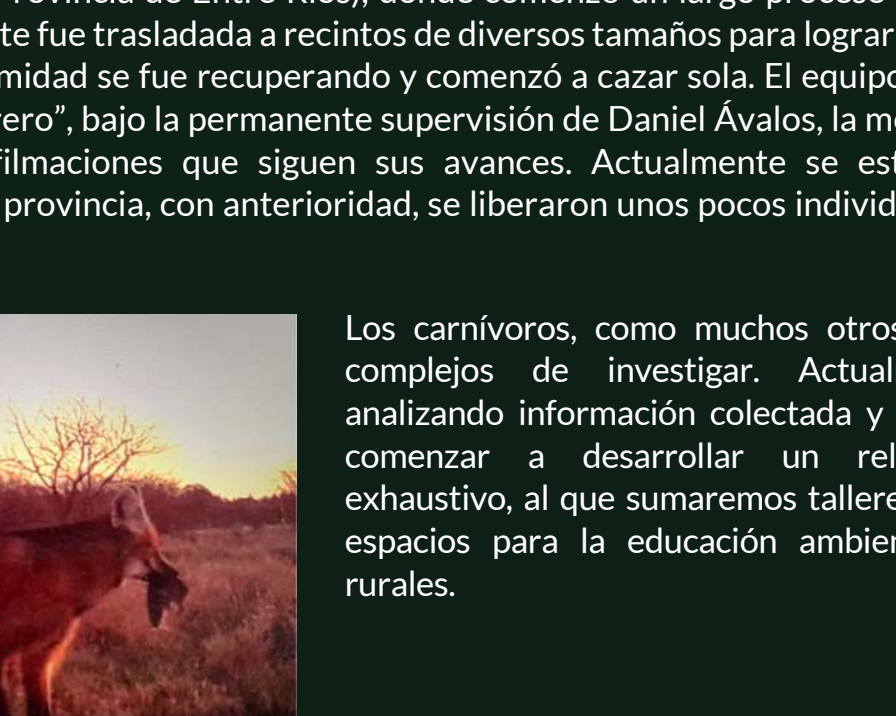 Provincia de Entre Ríos), donde comenzó un largo proceso
te fue trasladada a recintos de diversos tamaños para lograr
midad se fue recuperando y comenzó a cazar sola. El equipo
rero”, bajo la permanente supervisión de Daniel Ávalos, la
filmaciones que siguen sus avances. Actualmente se
provincia, con anterioridad, se liberaron unos pocos individ
Los carnívoros, como muchos otros
complejos de investigar. Actual
analizando información colectada y
comenzar a desarrollar un rel
exhaustivo, al que sumaremos tallere
espacios para la educación ambien
rurales.